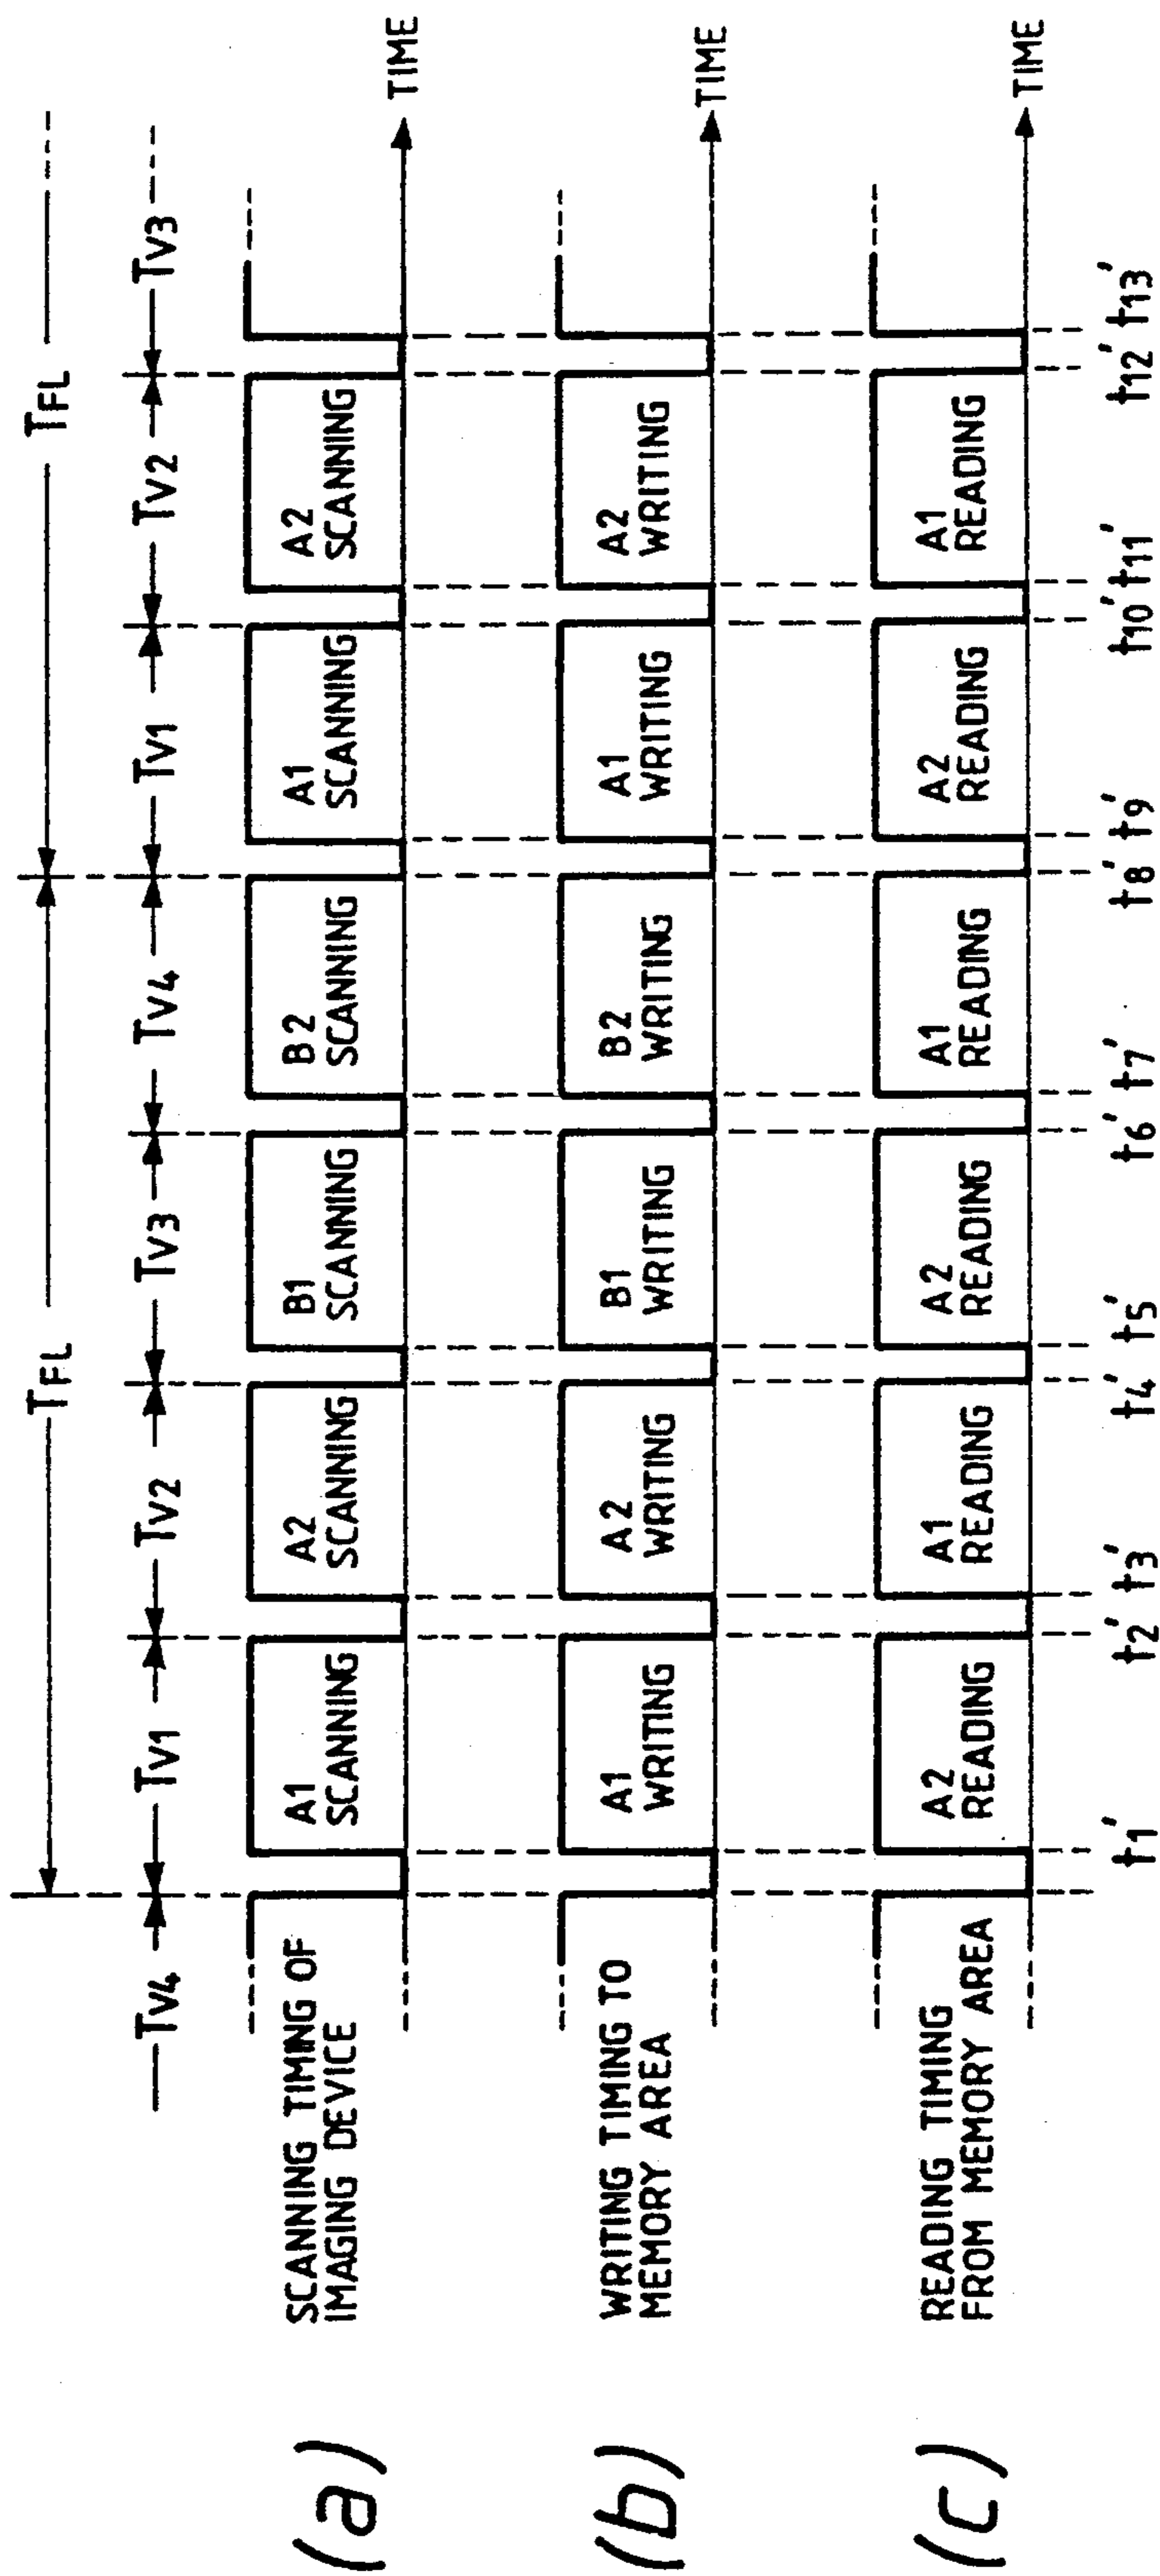 TFL TFL
TV4 TV1 TV2 TV3 TV4 TV1 TV2 TV3
(a)
SCANNING TIMING OF
IMAGING DEVICE
A1
SCANNING
A2
SCANNING
B1
SCANNING
B2
SCANNING
A1
SCANNING
A2
SCANNING
TIME
(b)
WRITING TIMING TO
MEMORY AREA
A1
WRITING
A2
WRITING
B1
WRITING
B2
WRITING
A1
WRITING
A2
WRITING
TIME
(c)
READING TIMING
FROM MEMORY AREA
A2
READING
A1
READING
A2
READING
A1
READING
A2
READING
A1
READING
TIME
t1' t2' t3' t4' t5' t6' t7' t8' t9' t10' t11' t12' t13'